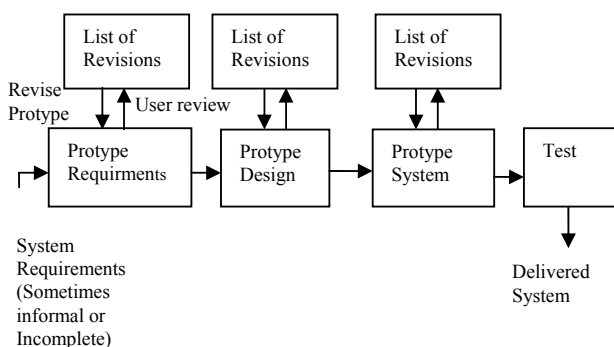 List of
Revisions
List of
Revisions
List of
Revisions
Revise
Protype
User review
Protype
Requirments
Protype
Design
Protype
System
Test
System
Requirements
(Sometimes
informal or
Incomplete)
Delivered
System